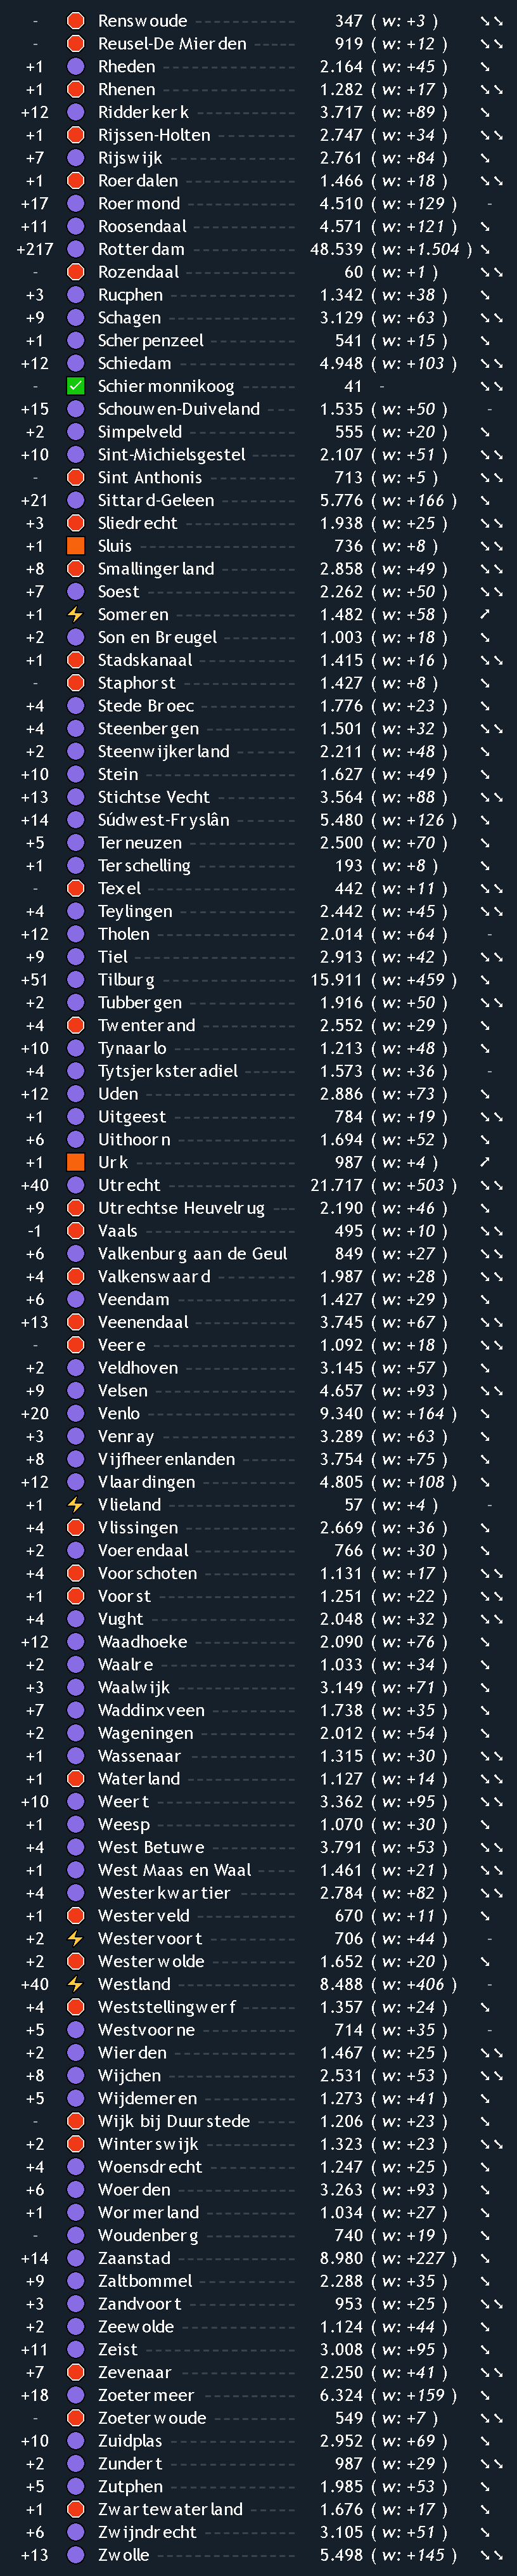 - Renswoude 347 ( w: +3 ) ↘↘
- Reusel-De Mierden 919 ( w: +12 ) ↘↘
+1 Rheden 2.164 ( w: +45 ) ↘
+1 Rhenen 1.282 ( w: +17 ) ↘↘
+12 Ridderkerk 3.717 ( w: +89 ) ↘
+1 Rijssen-Holten 2.747 ( w: +34 ) ↘↘
+7 Rijswijk 2.761 ( w: +84 ) ↘
+1 Roerdalen 1.466 ( w: +18 ) ↘↘
+17 Roermond 4.510 ( w: +129 ) -
+11 Roosendaal 4.571 ( w: +121 ) ↘
+217 Rotterdam 48.539 ( w: +1.504 ) ↘
- Rozendaal 60 ( w: +1 ) ↘↘
+3 Rucphen 1.342 ( w: +38 ) ↘
+9 Schagen 3.129 ( w: +63 ) ↘↘
+1 Scherpenzeel 541 ( w: +15 ) ↘
+12 Schiedam 4.948 ( w: +103 ) ↘↘
- Schiermonnikoog 41 - ↘↘
+15 Schouwen-Duiveland 1.535 ( w: +50 ) -
+2 Simpelveld 555 ( w: +20 ) ↘
+10 Sint-Michielsgestel 2.107 ( w: +51 ) ↘↘
- Sint Anthonis 713 ( w: +5 ) ↘↘
+21 Sittard-Geleen 5.776 ( w: +166 ) ↘
+3 Sliedrecht 1.938 ( w: +25 ) ↘↘
+1 Sluis 736 ( w: +8 ) ↘↘
+8 Smallingerland 2.858 ( w: +49 ) ↘↘
+7 Soest 2.262 ( w: +50 ) ↘↘
+1 Someren 1.482 ( w: +58 ) ↗
+2 Son en Breugel 1.003 ( w: +18 ) ↘
+1 Stadskanaal 1.415 ( w: +16 ) ↘↘
- Staphorst 1.427 ( w: +8 ) ↘
+4 Stede Broec 1.776 ( w: +23 ) ↘
+4 Steenbergen 1.501 ( w: +32 ) ↘↘
+2 Steenwijkerland 2.211 ( w: +48 ) ↘
+10 Stein 1.627 ( w: +49 ) ↘
+13 Stichtse Vecht 3.564 ( w: +88 ) ↘↘
+14 Súdwest-Fryslân 5.480 ( w: +126 ) ↘
+5 Terneuzen 2.500 ( w: +70 ) ↘
+1 Terschelling 193 ( w: +8 ) ↘
- Texel 442 ( w: +11 ) ↘↘
+4 Teylingen 2.442 ( w: +45 ) ↘↘
+12 Tholen 2.014 ( w: +64 ) -
+9 Tiel 2.913 ( w: +42 ) ↘↘
+51 Tilburg 15.911 ( w: +459 ) ↘
+2 Tubbergen 1.916 ( w: +50 ) ↘↘
+4 Twenterand 2.552 ( w: +29 ) ↘
+10 Tynaarlo 1.213 ( w: +48 ) ↘
+4 Tytsjerksteradiel 1.573 ( w: +36 ) -
+12 Uden 2.886 ( w: +73 ) ↘
+1 Uitgeest 784 ( w: +19 ) ↘↘
+6 Uithoorn 1.694 ( w: +52 ) ↘
+1 Urk 987 ( w: +4 ) ↗
+40 Utrecht 21.717 ( w: +503 ) ↘↘
+9 Utrechtse Heuvelrug 2.190 ( w: +46 ) ↘
-1 Vaals 495 ( w: +10 ) ↘↘
+6 Valkenburg aan de Geul 849 ( w: +27 ) ↘↘
+4 Valkenswaard 1.987 ( w: +28 ) ↘↘
+6 Veendam 1.427 ( w: +29 ) ↘
+13 Veenendaal 3.745 ( w: +67 ) ↘↘
- Veere 1.092 ( w: +18 ) ↘↘
+2 Veldhoven 3.145 ( w: +57 ) ↘
+9 Velsen 4.657 ( w: +93 ) ↘↘
+20 Venlo 9.340 ( w: +164 ) ↘
+3 Venray 3.289 ( w: +63 ) ↘
+8 Vijfheerenlanden 3.754 ( w: +75 ) ↘
+12 Vlaardingen 4.805 ( w: +108 ) ↘
+1 Vlieland 57 ( w: +4 ) -
+4 Vlissingen 2.669 ( w: +36 ) ↘
+2 Voerendaal 766 ( w: +30 ) ↘
+4 Voorschoten 1.131 ( w: +17 ) ↘↘
+1 Voorst 1.251 ( w: +22 ) ↘↘
+4 Vught 2.048 ( w: +32 ) ↘↘
+12 Waadhoeke 2.090 ( w: +76 ) ↘
+2 Waalre 1.033 ( w: +34 ) ↘
+3 Waalwijk 3.149 ( w: +71 ) ↘
+7 Waddinxveen 1.738 ( w: +35 ) ↘
+2 Wageningen 2.012 ( w: +54 ) ↘
+1 Wassenaar 1.315 ( w: +30 ) ↘↘
+1 Waterland 1.127 ( w: +14 ) ↘↘
+10 Weert 3.362 ( w: +95 ) ↘↘
+1 Weesp 1.070 ( w: +30 ) ↘
+4 West Betuwe 3.791 ( w: +53 ) ↘↘
+1 West Maas en Waal 1.461 ( w: +21 ) ↘↘
+4 Westerkwartier 2.784 ( w: +82 ) ↘↘
+1 Westerveld 670 ( w: +11 ) ↘
+2 Westervoort 706 ( w: +44 ) -
+2 Westerwolde 1.652 ( w: +20 ) ↘
+40 Westland 8.488 ( w: +406 ) -
+4 Weststellingwerf 1.357 ( w: +24 ) ↘
+5 Westvoorne 714 ( w: +35 ) -
+2 Wierden 1.467 ( w: +25 ) ↘↘
+8 Wijchen 2.531 ( w: +53 ) ↘↘
+5 Wijdemeren 1.273 ( w: +41 ) ↘
- Wijk bij Duurstede 1.206 ( w: +23 ) ↘
+2 Winterswijk 1.323 ( w: +23 ) ↘↘
+4 Woensdrecht 1.247 ( w: +25 ) ↘
+6 Woerden 3.263 ( w: +93 ) ↘
+1 Wormerland 1.034 ( w: +27 ) ↘
- Woudenberg 740 ( w: +19 ) ↘
+14 Zaanstad 8.980 ( w: +227 ) ↘
+9 Zaltbommel 2.288 ( w: +35 ) ↘
+3 Zandvoort 953 ( w: +25 ) ↘↘
+2 Zeewolde 1.124 ( w: +44 ) ↘
+11 Zeist 3.008 ( w: +95 ) ↘
+7 Zevenaar 2.250 ( w: +41 ) ↘↘
+18 Zoetermeer 6.324 ( w: +159 ) ↘
- Zoeterwoude 549 ( w: +7 ) ↘↘
+10 Zuidplas 2.952 ( w: +69 ) ↘
+2 Zundert 987 ( w: +29 ) ↘↘
+5 Zutphen 1.985 ( w: +53 ) ↘
+1 Zwartewaterland 1.676 ( w: +17 ) ↘
+6 Zwijndrecht 3.105 ( w: +51 ) ↘
+13 Zwolle 5.498 ( w: +145 ) ↘↘